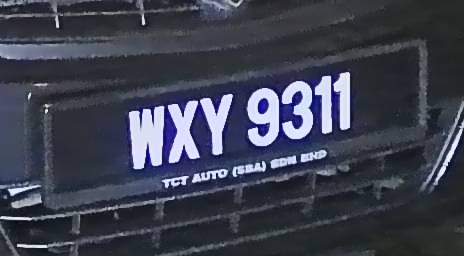 WXY 9311
TCT AUTO (SBA) SDN BHD